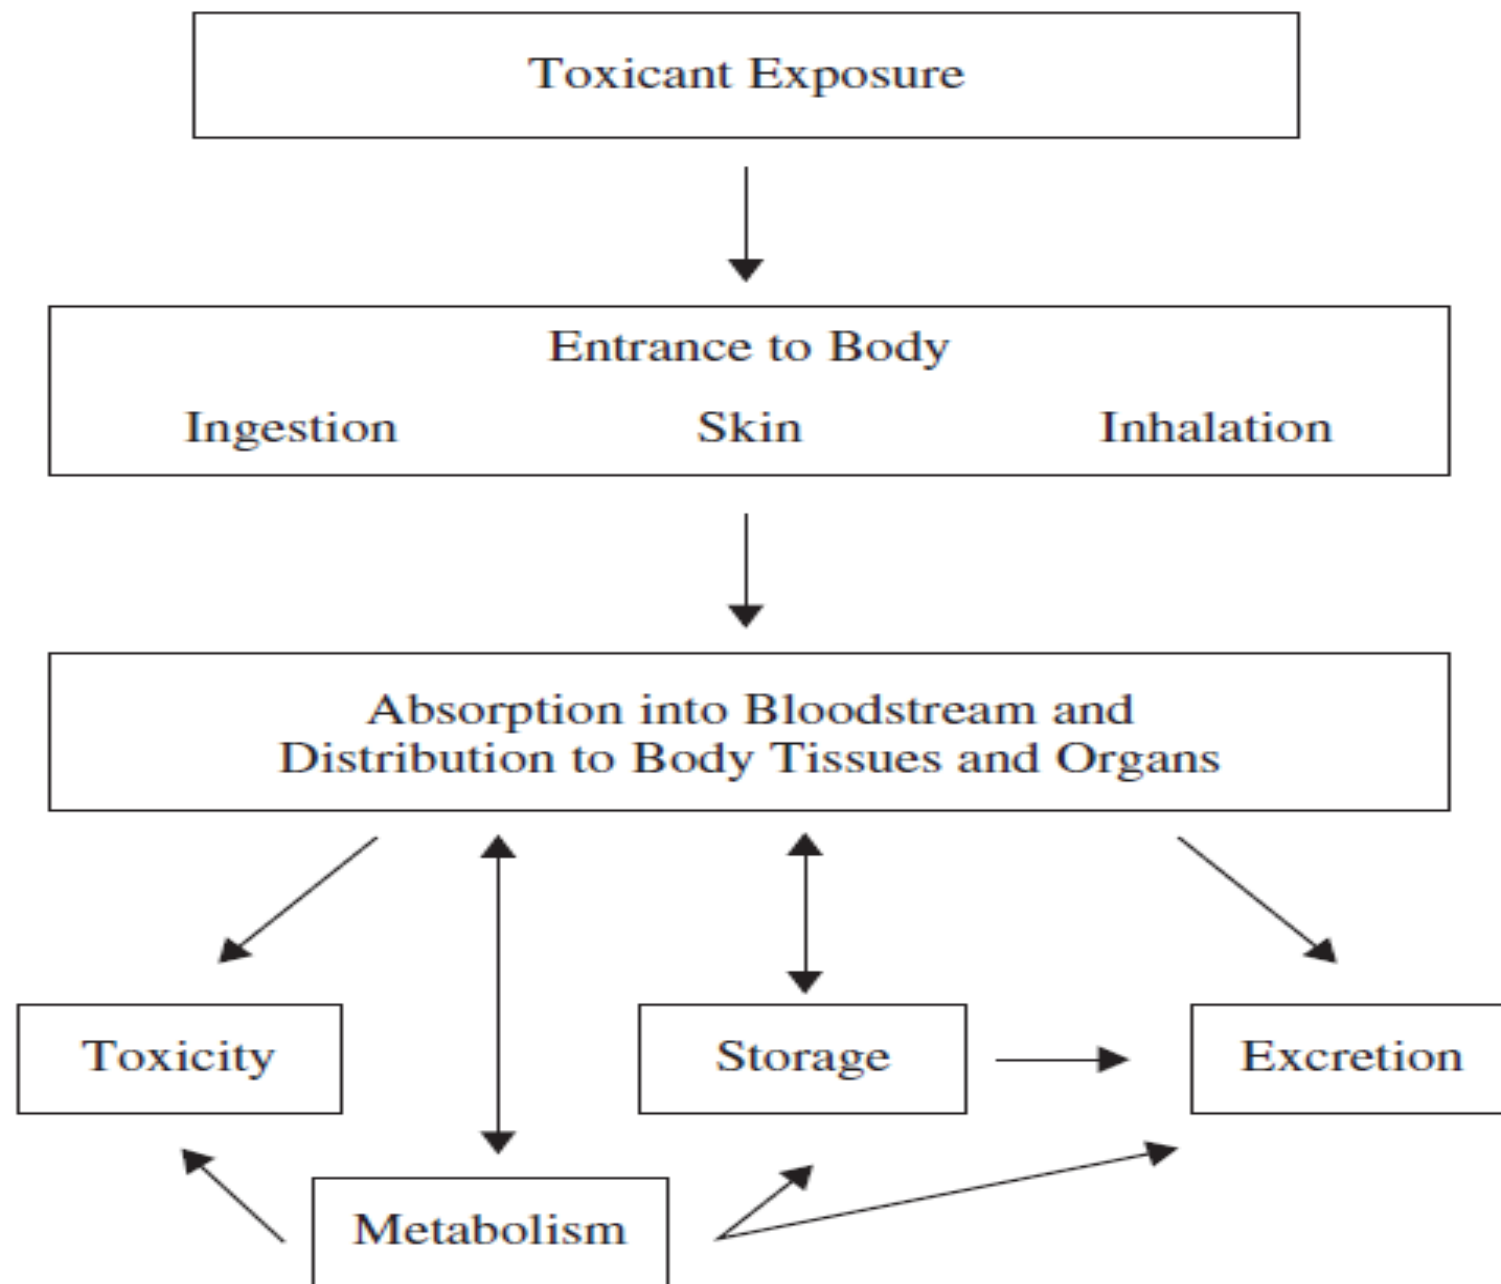 Toxicant Exposure
Entrance to Body
Ingestion Skin Inhalation
Absorption into Bloodstream and
Distribution to Body Tissues and Organs
Toxicity Storage Excretion
Metabolism